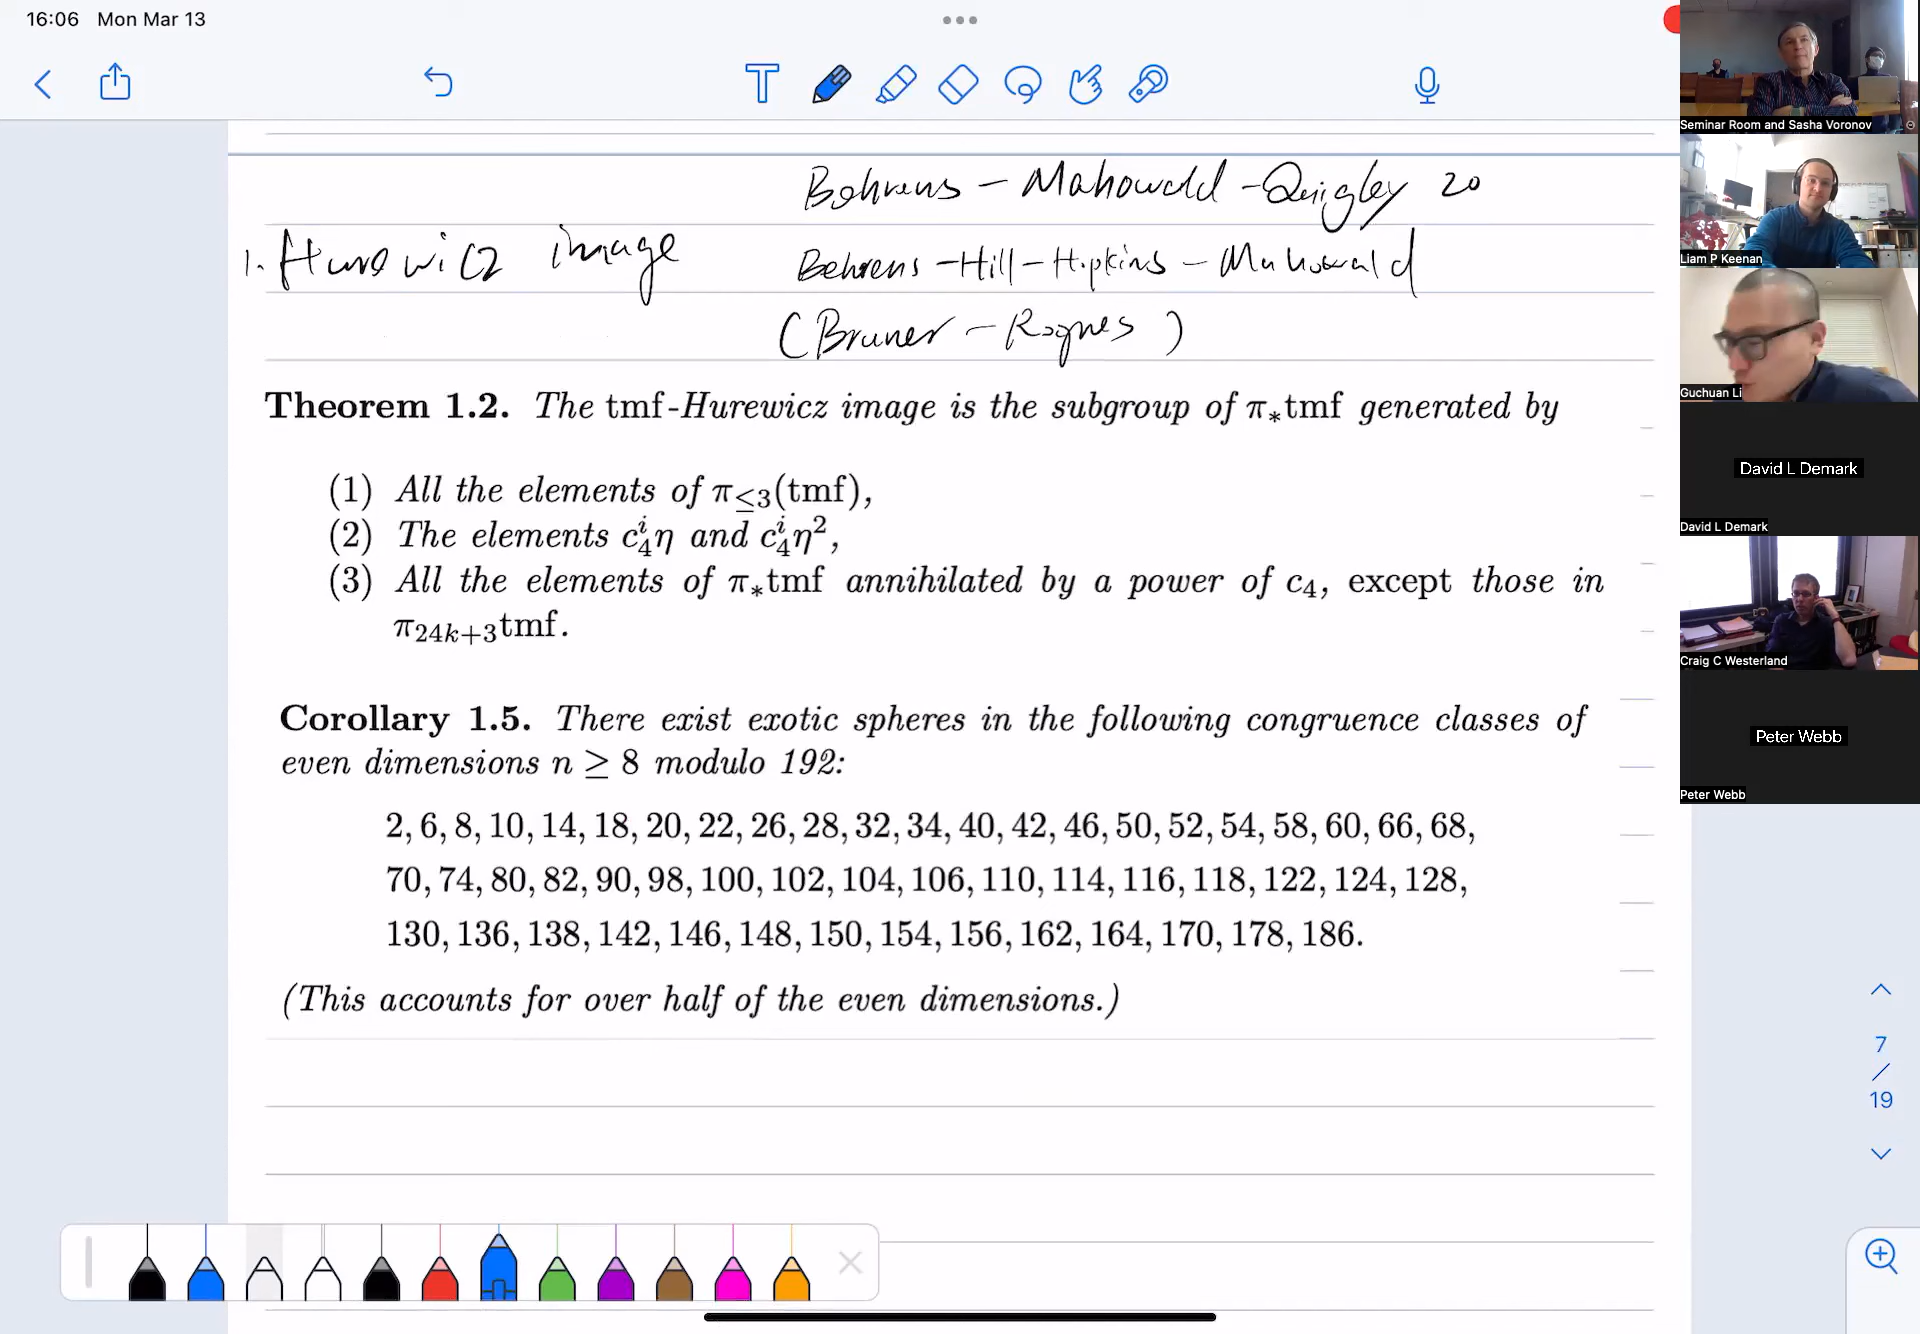 16:06 Mon Mar 13
Behrens – Mahowald – Quigley 20
1. Hurewicz image
Behrens – Hill – Hopkins – Mahowald
(Bruner – Rognes)
Theorem 1.2. The tmf-Hurewicz image is the subgroup of π∗tmf generated by
(1) All the elements of π≤3(tmf),
(2) The elements c₄ⁱη and c₄ⁱη²,
(3) All the elements of π∗tmf annihilated by a power of c₄, except those in
π₂₄ₖ₊₃tmf.
Corollary 1.5. There exist exotic spheres in the following congruence classes of
even dimensions n ≥ 8 modulo 192:
2, 6, 8, 10, 14, 18, 20, 22, 26, 28, 32, 34, 40, 42, 46, 50, 52, 54, 58, 60, 66, 68,
70, 74, 80, 82, 90, 98, 100, 102, 104, 106, 110, 114, 116, 118, 122, 124, 128,
130, 136, 138, 142, 146, 148, 150, 154, 156, 162, 164, 170, 178, 186.
(This accounts for over half of the even dimensions.)
7
/
19
Seminar Room and Sasha Voronov
Liam P Keenan
Guchuan Li
David L Demark
David L Demark
Craig C Westerland
Peter Webb
Peter Webb